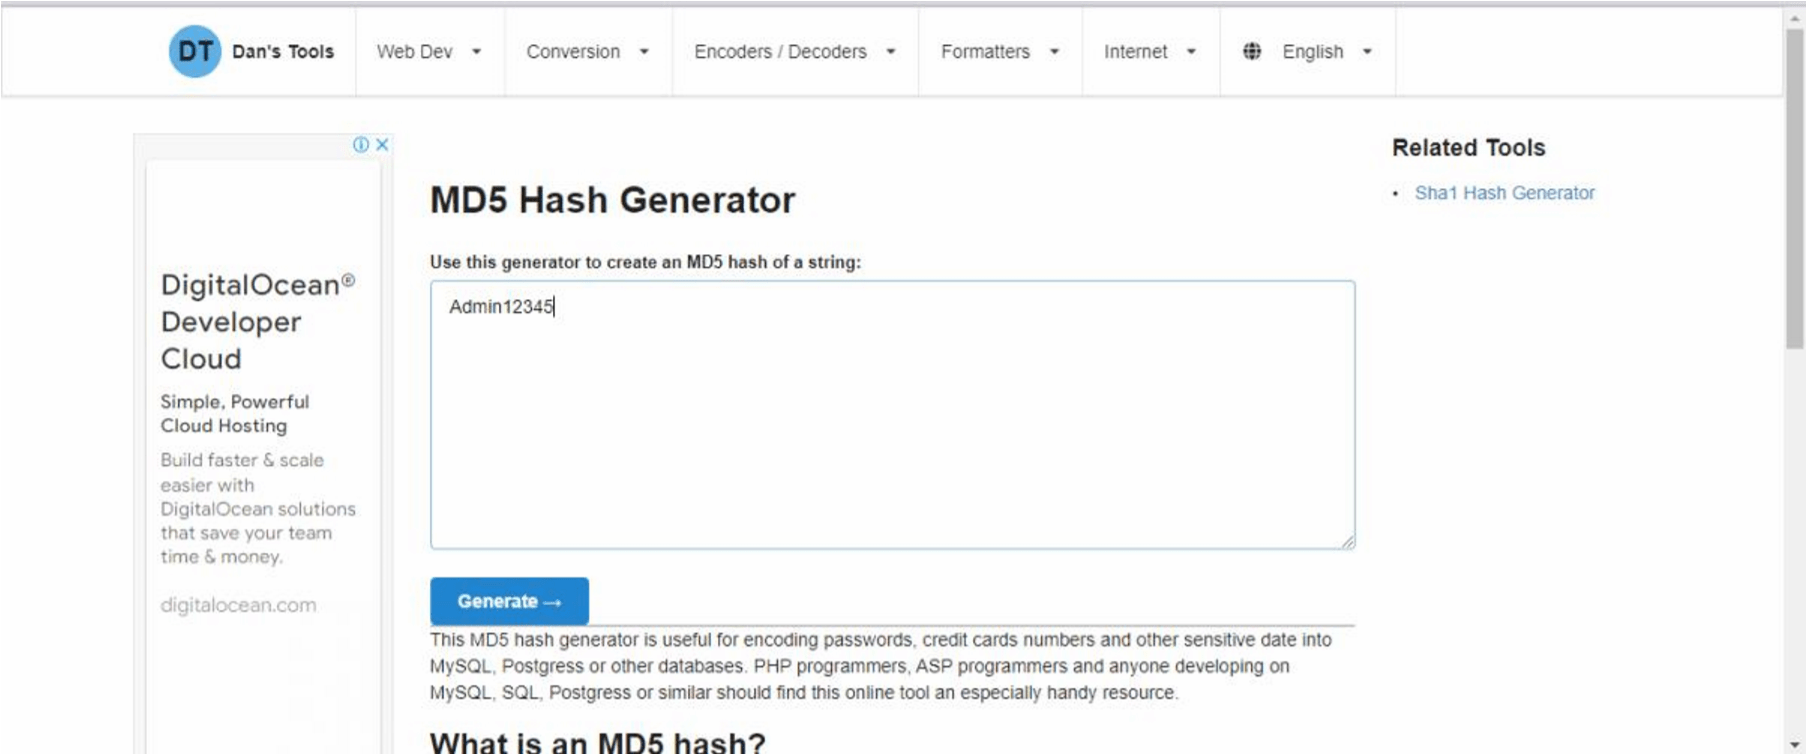 DT Dan's Tools Web Dev Conversion Encoders / Decoders Formatters Internet English
DigitalOcean®
Developer
Cloud
Simple, Powerful
Cloud Hosting
Build faster & scale
easier with
DigitalOcean solutions
that save your team
time & money.
digitalocean.com
MD5 Hash Generator
Use this generator to create an MD5 hash of a string:
Admin12345
Generate →
This MD5 hash generator is useful for encoding passwords, credit cards numbers and other sensitive date into
MySQL, Postgress or other databases. PHP programmers, ASP programmers and anyone developing on
MySQL, SQL, Postgress or similar should find this online tool an especially handy resource.
What is an MD5 hash?
Related Tools
• Sha1 Hash Generator